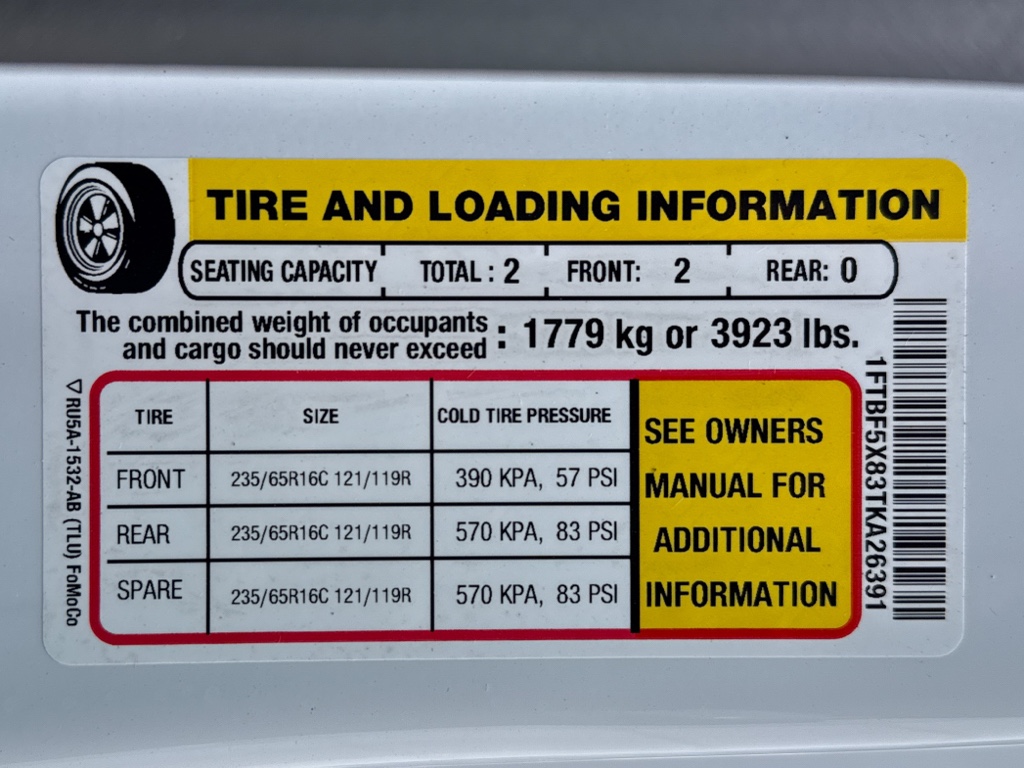 TIRE AND LOADING INFORMATION
SEATING CAPACITY TOTAL : 2 FRONT: 2 REAR: 0
The combined weight of occupants
and cargo should never exceed : 1779 kg or 3923 lbs.
TIRE SIZE COLD TIRE PRESSURE
FRONT 235/65R16C 121/119R 390 KPA, 57 PSI
REAR 235/65R16C 121/119R 570 KPA, 83 PSI
SPARE 235/65R16C 121/119R 570 KPA, 83 PSI
SEE OWNERS
MANUAL FOR
ADDITIONAL
INFORMATION
▽ RU5A-1532-AB (TLU) FoMoCo
1FTBF5X83TKA26391